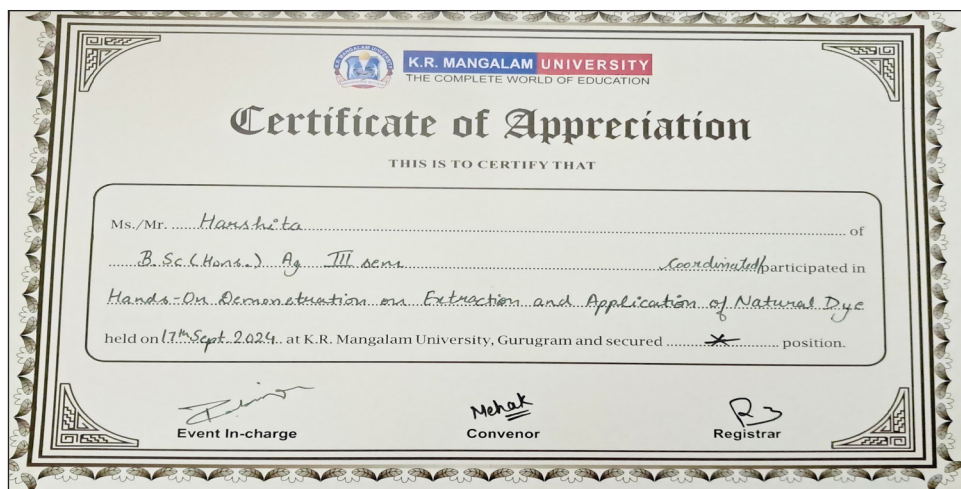 K.R. MANGALAM UNIVERSITY
THE COMPLETE WORLD OF EDUCATION
Certificate of Appreciation
THIS IS TO CERTIFY THAT
Ms./Mr. Harshita of
B.Sc (Hons.) Ag III sem Coordinated/participated in
Hands-On Demonstration on Extraction and Application of Natural Dye
held on 17th Sept 2024 at K.R. Mangalam University, Gurugram and secured X position.
Mehak
Event In-charge Convenor Registrar